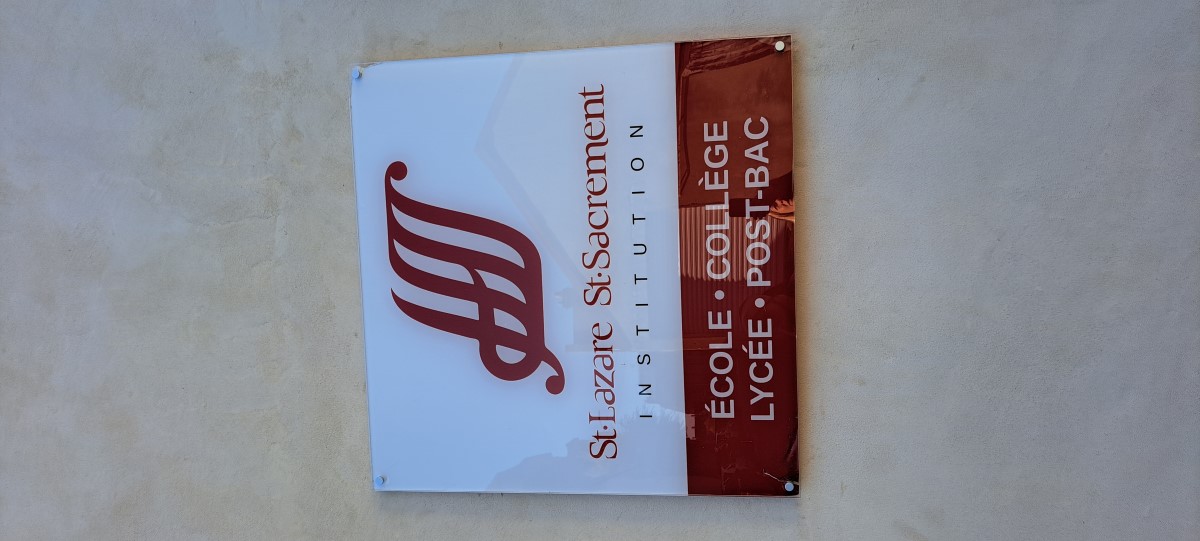 St·Lazare St·Sacrement
INSTITUTION
ÉCOLE • COLLÈGE
LYCÉE • POST-BAC